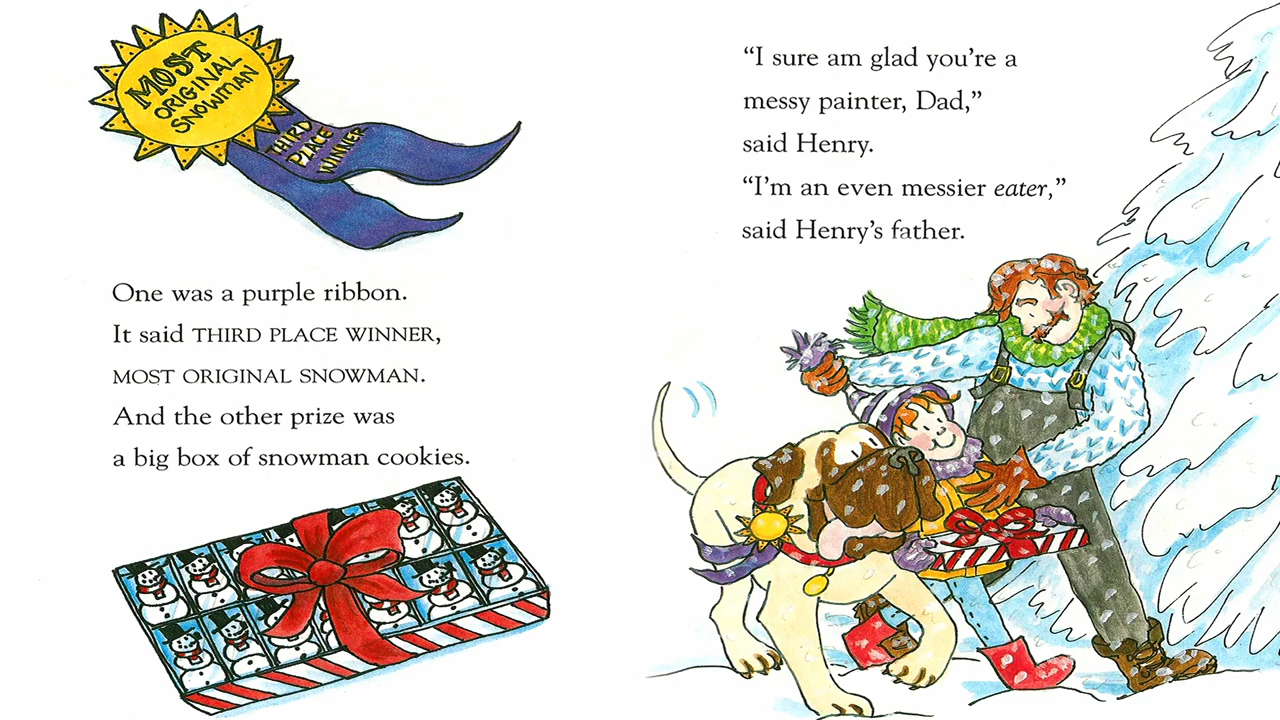 MOST
ORIGINAL
SNOWMAN
THIRD
PLACE
WINNER
One was a purple ribbon.
It said THIRD PLACE WINNER,
MOST ORIGINAL SNOWMAN.
And the other prize was
a big box of snowman cookies.
“I sure am glad you’re a
messy painter, Dad,”
said Henry.
“I’m an even messier eater,”
said Henry’s father.